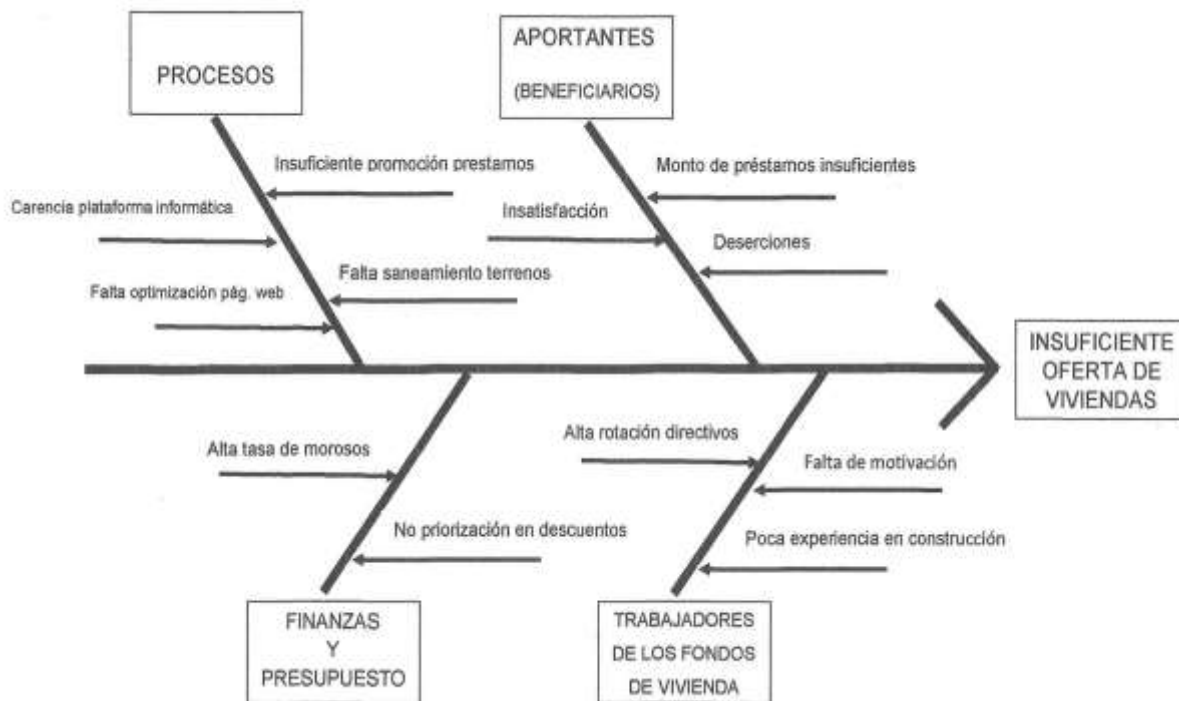 PROCESOS
APORTANTES
(BENEFICIARIOS)
Insuficiente promoción prestamos
Carencia plataforma informática
Falta saneamiento terrenos
Falta optimización pág. web
Monto de préstamos insuficientes
Insatisfacción
Deserciones
INSUFICIENTE
OFERTA DE
VIVIENDAS
Alta tasa de morosos
No priorización en descuentos
Alta rotación directivos
Falta de motivación
Poca experiencia en construcción
FINANZAS
Y
PRESUPUESTO
TRABAJADORES
DE LOS FONDOS
DE VIVIENDA